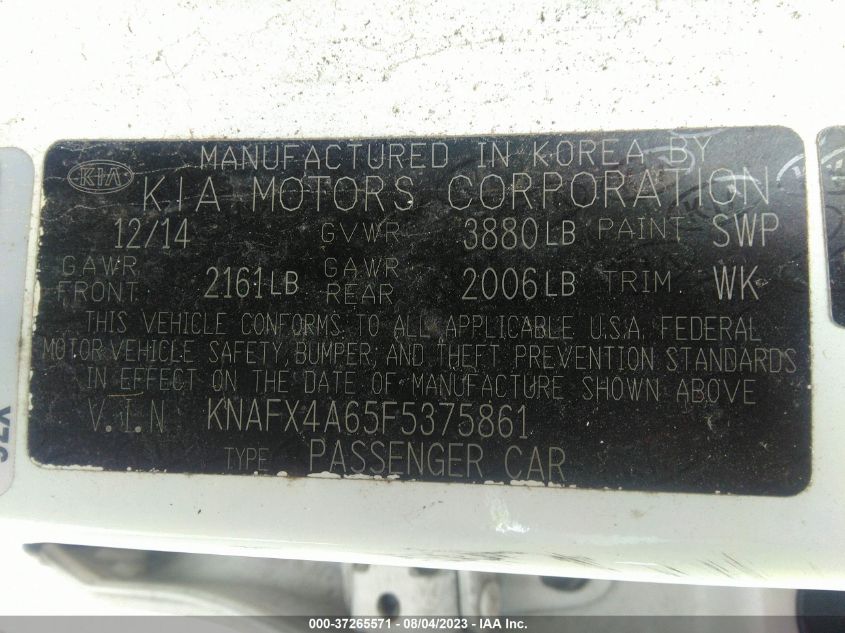 MANUFACTURED IN KOREA BY
KIA KIA MOTORS CORPORATION
12/14 GVWR 3880LB PAINT SWP
GAWR FRONT 2161LB GAWR REAR 2006LB TRIM WK
THIS VEHICLE CONFORMS TO ALL APPLICABLE U.S.A. FEDERAL
MOTOR VEHICLE SAFETY, BUMPER, AND THEFT PREVENTION STANDARDS
IN EFFECT ON THE DATE OF MANUFACTURE SHOWN ABOVE
V.I.N KNAFX4A65F5375861
TYPE PASSENGER CAR
000-37265571 - 08/04/2023 - IAA Inc.